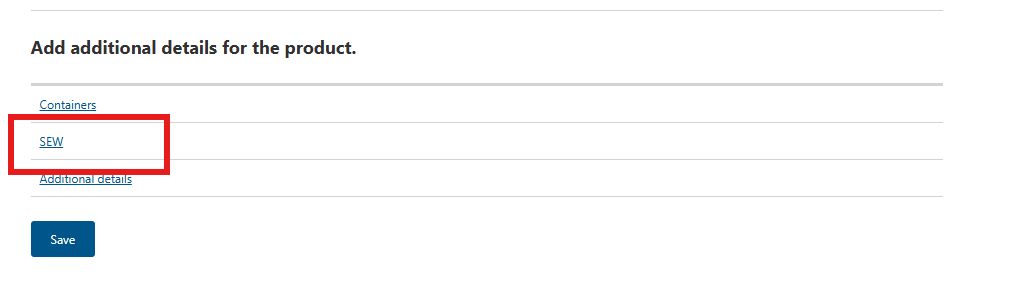 Add additional details for the product.
Containers
SEW
Additional details
Save